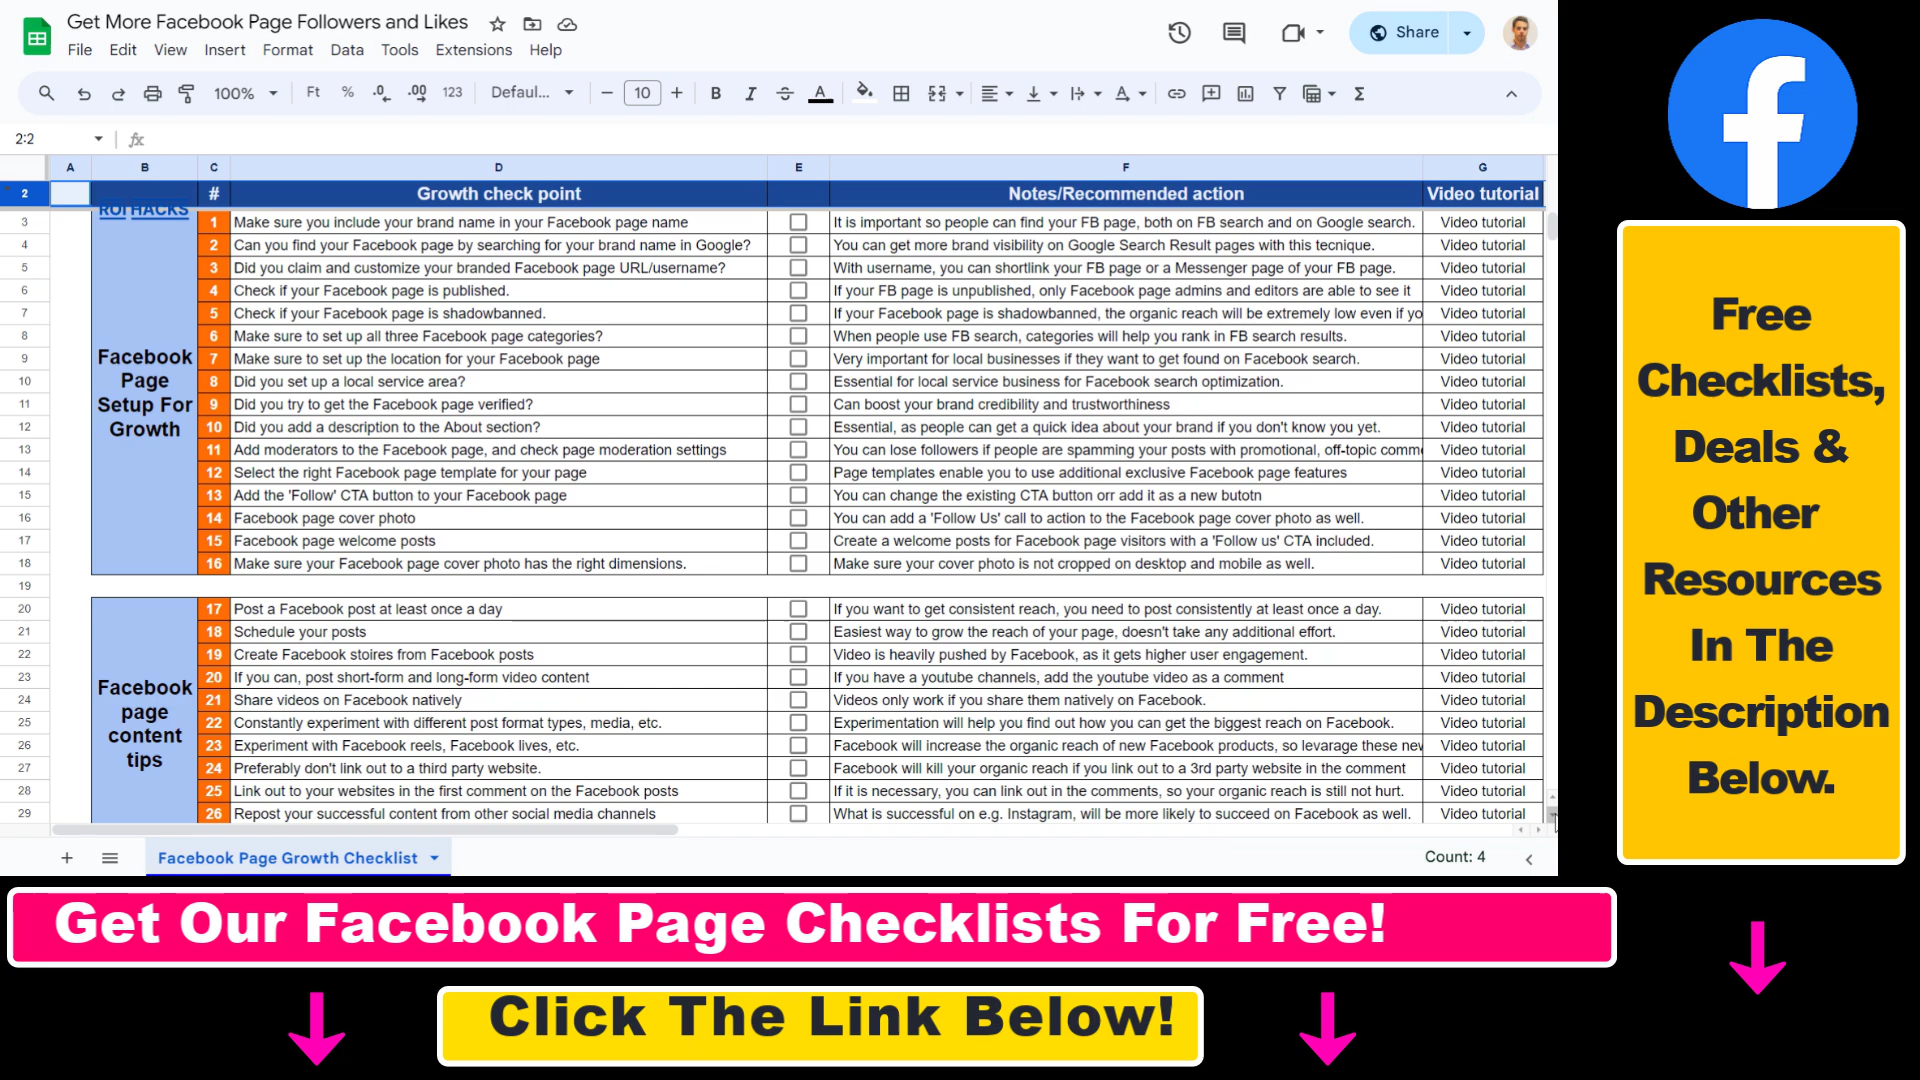 Get More Facebook Page Followers and Likes
File Edit View Insert Format Data Tools Extensions Help
Share
100% Ft % .0 .00 123 Defaul... 10 B I S A Σ
2:2 fx
A B C D E F G
2 # Growth check point Notes/Recommended action Video tutorial
ROI HACKS
3 1 Make sure you include your brand name in your Facebook page name It is important so people can find your FB page, both on FB search and on Google search. Video tutorial
4 2 Can you find your Facebook page by searching for your brand name in Google? You can get more brand visibility on Google Search Result pages with this tecnique. Video tutorial
5 3 Did you claim and customize your branded Facebook page URL/username? With username, you can shortlink your FB page or a Messenger page of your FB page. Video tutorial
6 4 Check if your Facebook page is published. If your FB page is unpublished, only Facebook page admins and editors are able to see it Video tutorial
7 5 Check if your Facebook page is shadowbanned. If your Facebook page is shadowbanned, the organic reach will be extremely low even if yo Video tutorial
8 6 Make sure to set up all three Facebook page categories? When people use FB search, categories will help you rank in FB search results. Video tutorial
9 7 Make sure to set up the location for your Facebook page Very important for local businesses if they want to get found on Facebook search. Video tutorial
10 8 Did you set up a local service area? Essential for local service business for Facebook search optimization. Video tutorial
11 9 Did you try to get the Facebook page verified? Can boost your brand credibility and trustworthiness Video tutorial
12 10 Did you add a description to the About section? Essential, as people can get a quick idea about your brand if you don't know you yet. Video tutorial
13 11 Add moderators to the Facebook page, and check page moderation settings You can lose followers if people are spamming your posts with promotional, off-topic comme Video tutorial
14 12 Select the right Facebook page template for your page Page templates enable you to use additional exclusive Facebook page features Video tutorial
15 13 Add the 'Follow' CTA button to your Facebook page You can change the existing CTA button orr add it as a new butotn Video tutorial
16 14 Facebook page cover photo You can add a 'Follow Us' call to action to the Facebook page cover photo as well. Video tutorial
17 15 Facebook page welcome posts Create a welcome posts for Facebook page visitors with a 'Follow us' CTA included. Video tutorial
18 16 Make sure your Facebook page cover photo has the right dimensions. Make sure your cover photo is not cropped on desktop and mobile as well. Video tutorial
Facebook
Page
Setup For
Growth
19
20 17 Post a Facebook post at least once a day If you want to get consistent reach, you need to post consistently at least once a day. Video tutorial
21 18 Schedule your posts Easiest way to grow the reach of your page, doesn't take any additional effort. Video tutorial
22 19 Create Facebook stoires from Facebook posts Video is heavily pushed by Facebook, as it gets higher user engagement. Video tutorial
23 20 If you can, post short-form and long-form video content If you have a youtube channels, add the youtube video as a comment Video tutorial
24 21 Share videos on Facebook natively Videos only work if you share them natively on Facebook. Video tutorial
25 22 Constantly experiment with different post format types, media, etc. Experimentation will help you find out how you can get the biggest reach on Facebook. Video tutorial
26 23 Experiment with Facebook reels, Facebook lives, etc. Facebook will increase the organic reach of new Facebook products, so levarage these new Video tutorial
27 24 Preferably don't link out to a third party website. Facebook will kill your organic reach if you link out to a 3rd party website in the comment Video tutorial
28 25 Link out to your websites in the first comment on the Facebook posts If it is necessary, you can link out in the comments, so your organic reach is still not hurt. Video tutorial
29 26 Repost your successful content from other social media channels What is successful on e.g. Instagram, will be more likely to succeed on Facebook as well. Video tutorial
Facebook
page
content
tips
Facebook Page Growth Checklist
Count: 4
Free
Checklists,
Deals &
Other
Resources
In The
Description
Below.
Get Our Facebook Page Checklists For Free!
Click The Link Below!